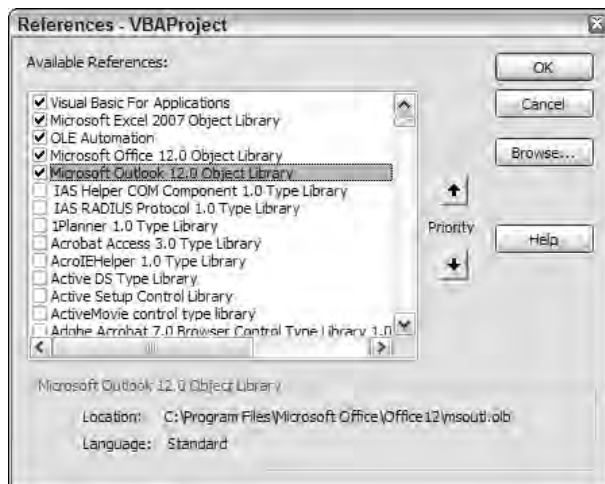 References - VBAProject
Available References:
Visual Basic For Applications
Microsoft Excel 2007 Object Library
OLE Automation
Microsoft Office 12.0 Object Library
Microsoft Outlook 12.0 Object Library
IAS Helper COM Component 1.0 Type Library
IAS RADIUS Protocol 1.0 Type Library
1Planner 1.0 Type Library
Acrobat Access 3.0 Type Library
AcroIEHelper 1.0 Type Library
Active DS Type Library
Active Setup Control Library
ActiveMovie control type library
Adobe Acrobat 7.0 Browser Control Type Library 1.0
Priority
OK
Cancel
Browse...
Help
Microsoft Outlook 12.0 Object Library
Location: C:\Program Files\Microsoft Office\Office12\msoutl.olb
Language: Standard